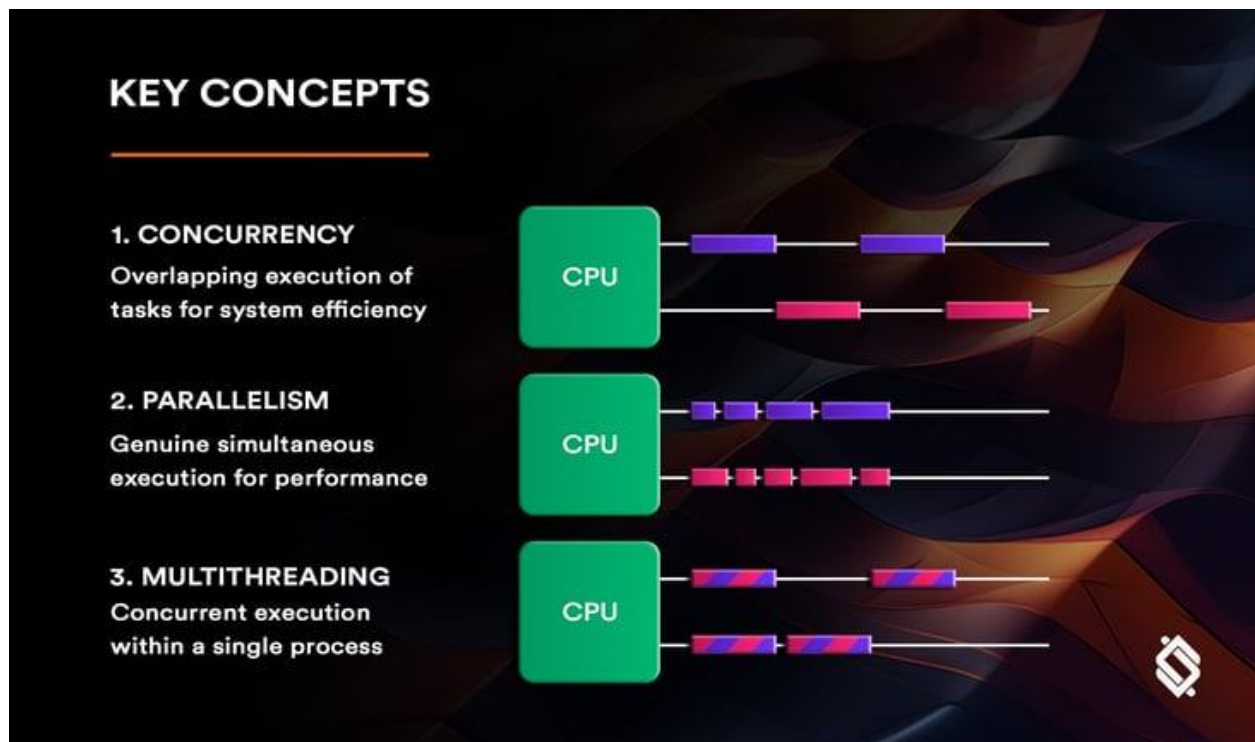 KEY CONCEPTS
1. CONCURRENCY
Overlapping execution of
tasks for system efficiency
CPU
2. PARALLELISM
Genuine simultaneous
execution for performance
CPU
3. MULTITHREADING
Concurrent execution
within a single process
CPU